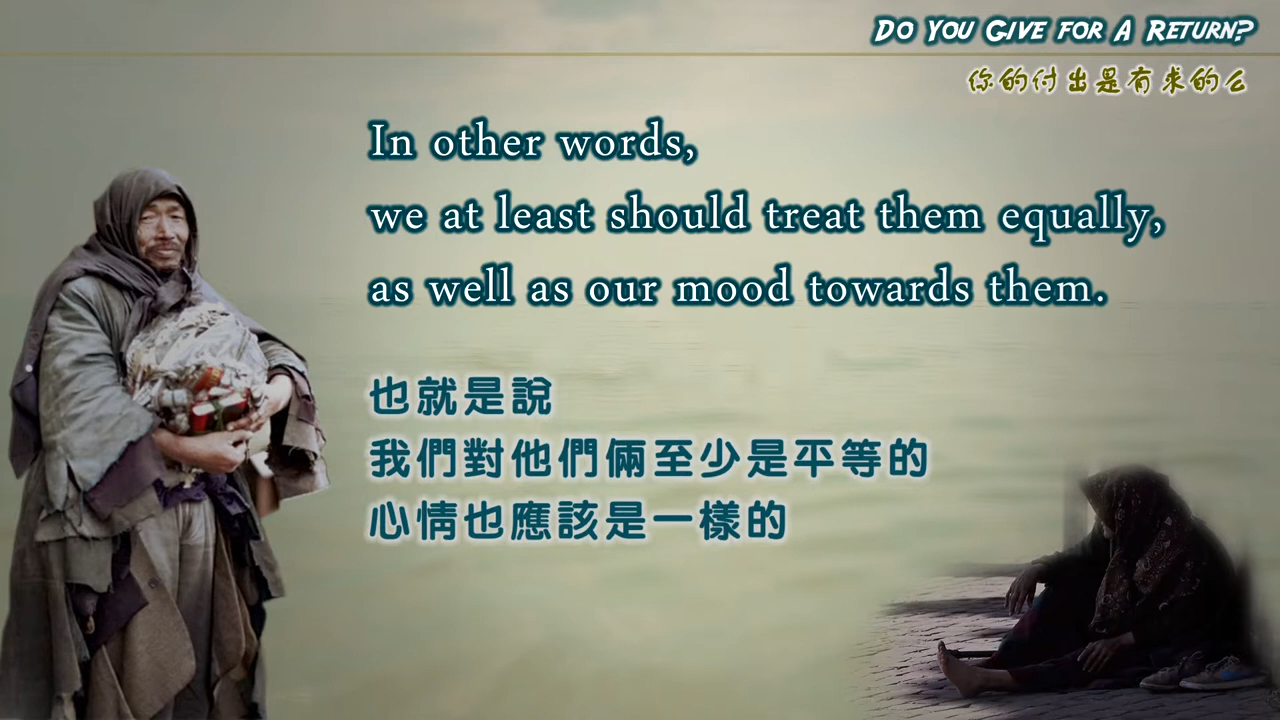 Do You Give for A Return?
你的付出是有求的么
In other words,
we at least should treat them equally,
as well as our mood towards them.
也就是說
我們對他們倆至少是平等的
心情也應該是一樣的